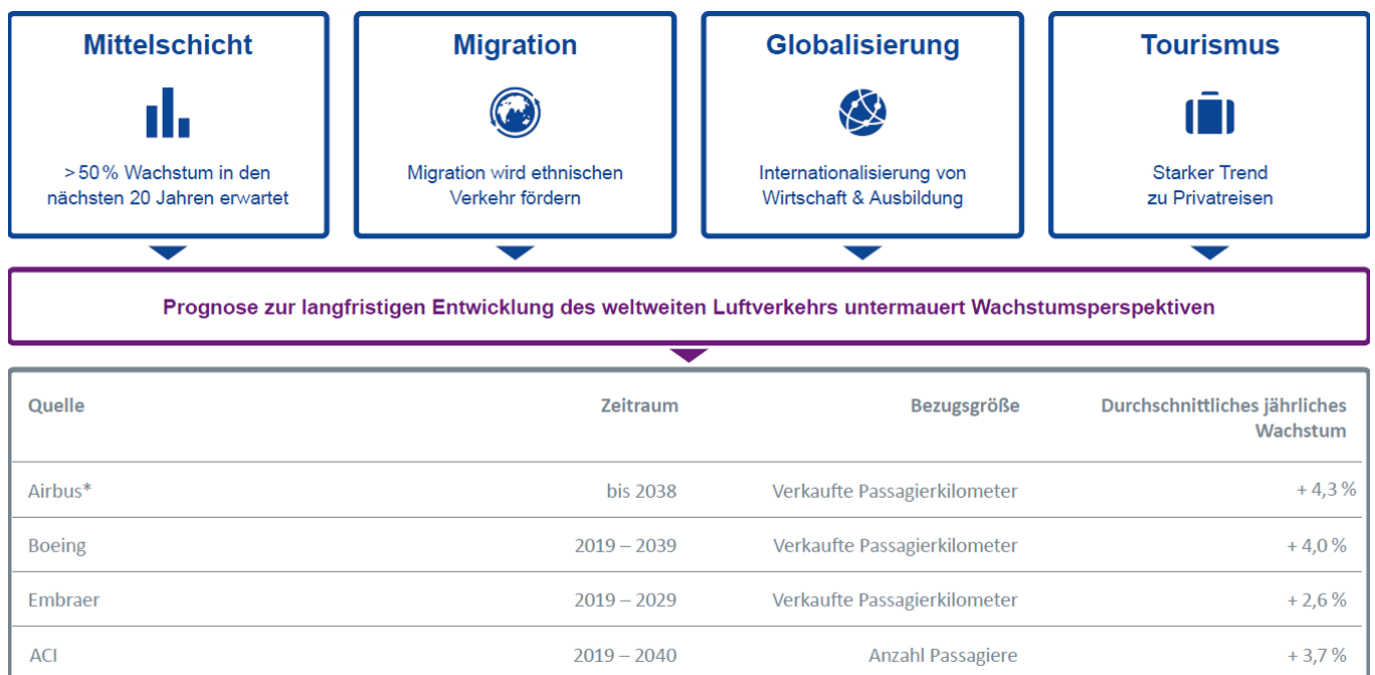 Mittelschicht
>50% Wachstum in den
nächsten 20 Jahren erwartet
Migration
Migration wird ethnischen
Verkehr fördern
Globalisierung
Internationalisierung von
Wirtschaft & Ausbildung
Tourismus
Starker Trend
zu Privatreisen
Prognose zur langfristigen Entwicklung des weltweiten Luftverkehrs untermauert Wachstumsperspektiven
Quelle Zeitraum Bezugsgröße Durchschnittliches jährliches
Wachstum
Airbus* bis 2038 Verkaufte Passagierkilometer + 4,3 %
Boeing 2019 – 2039 Verkaufte Passagierkilometer + 4,0 %
Embraer 2019 – 2029 Verkaufte Passagierkilometer + 2,6 %
ACI 2019 – 2040 Anzahl Passagiere + 3,7 %